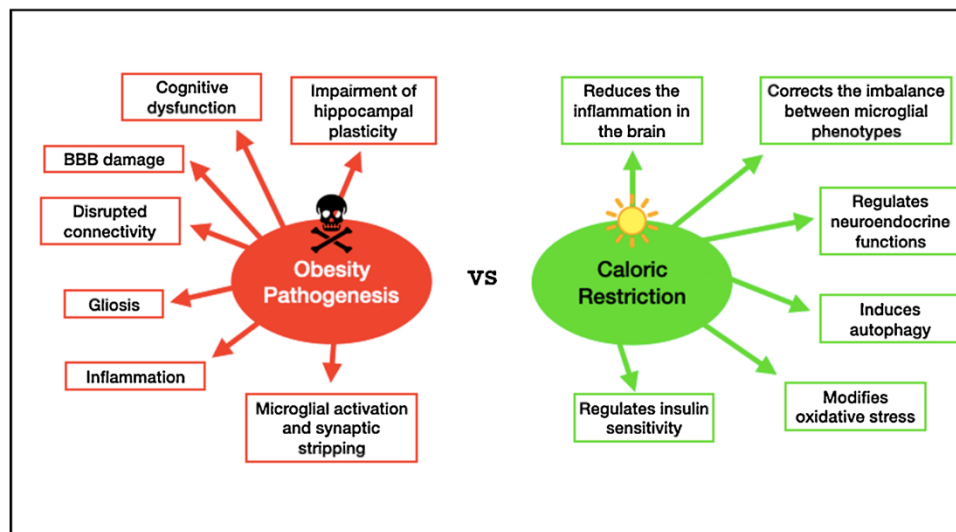 Cognitive
dysfunction
Impairment of
hippocampal
plasticity
BBB damage
Disrupted
connectivity
Gliosis
Inflammation
Microglial activation
and synaptic
stripping
Obesity
Pathogenesis
vs
Reduces the
inflammation in
the brain
Corrects the imbalance
between microglial
phenotypes
Regulates
neuroendocrine
functions
Induces
autophagy
Modifies
oxidative stress
Regulates insulin
sensitivity
Caloric
Restriction